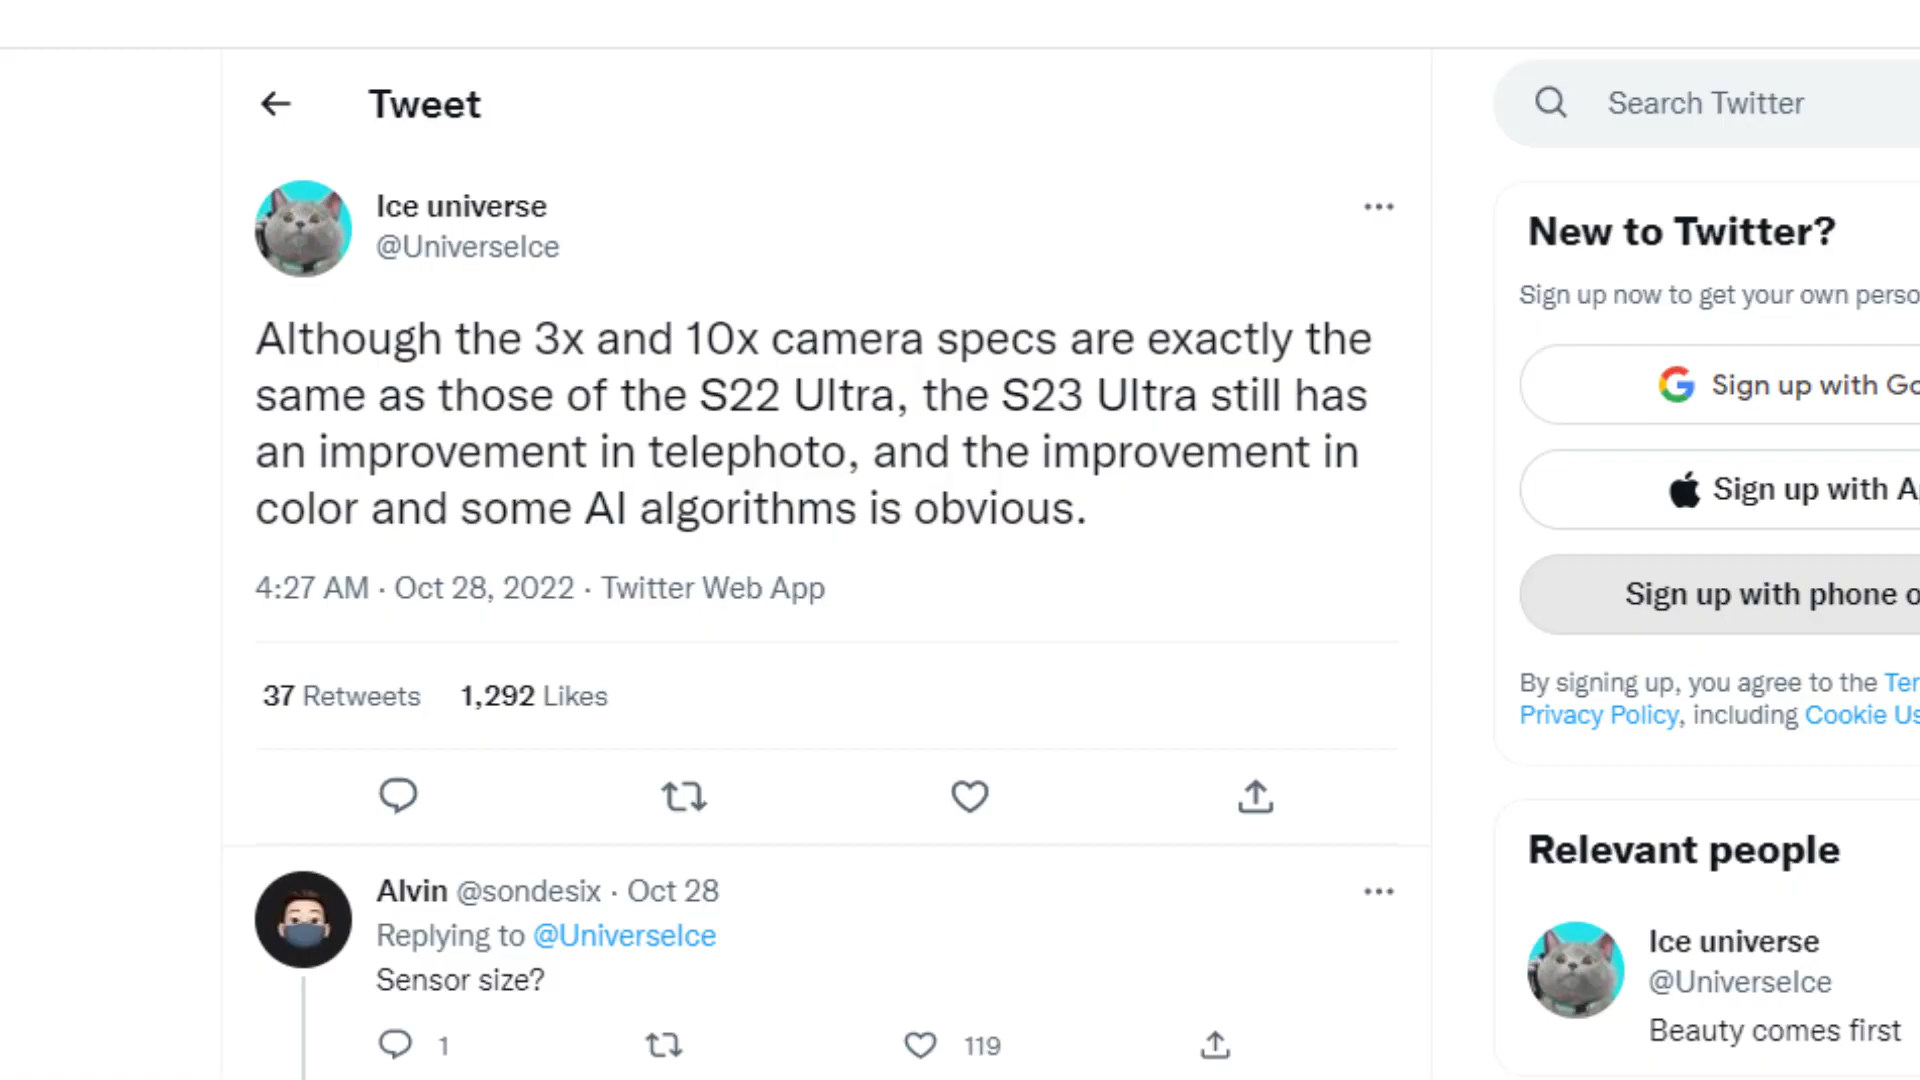 Tweet
Search Twitter
Ice universe
@UniverseIce
Although the 3x and 10x camera specs are exactly the
same as those of the S22 Ultra, the S23 Ultra still has
an improvement in telephoto, and the improvement in
color and some AI algorithms is obvious.
4:27 AM · Oct 28, 2022 · Twitter Web App
37 Retweets 1,292 Likes
Alvin @sondesix · Oct 28
Replying to @UniverseIce
Sensor size?
1 119
New to Twitter?
Sign up now to get your own perso
Sign up with Go
Sign up with A
Sign up with phone o
By signing up, you agree to the Ter
Privacy Policy, including Cookie Us
Relevant people
Ice universe
@UniverseIce
Beauty comes first